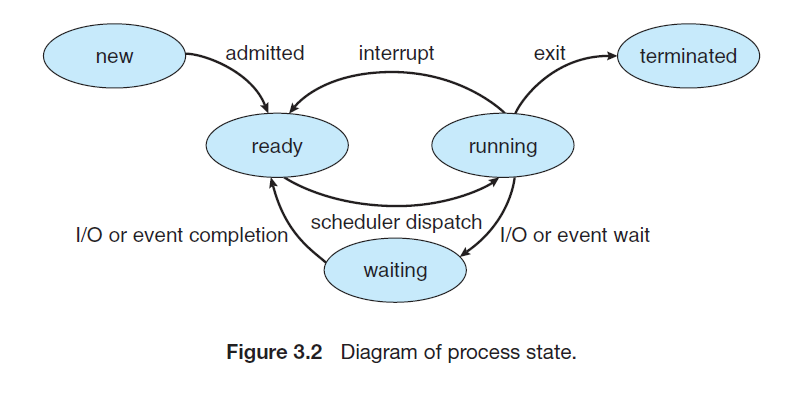 new
admitted
interrupt
exit
terminated
ready
running
scheduler dispatch
I/O or event completion
I/O or event wait
waiting
Figure 3.2 Diagram of process state.